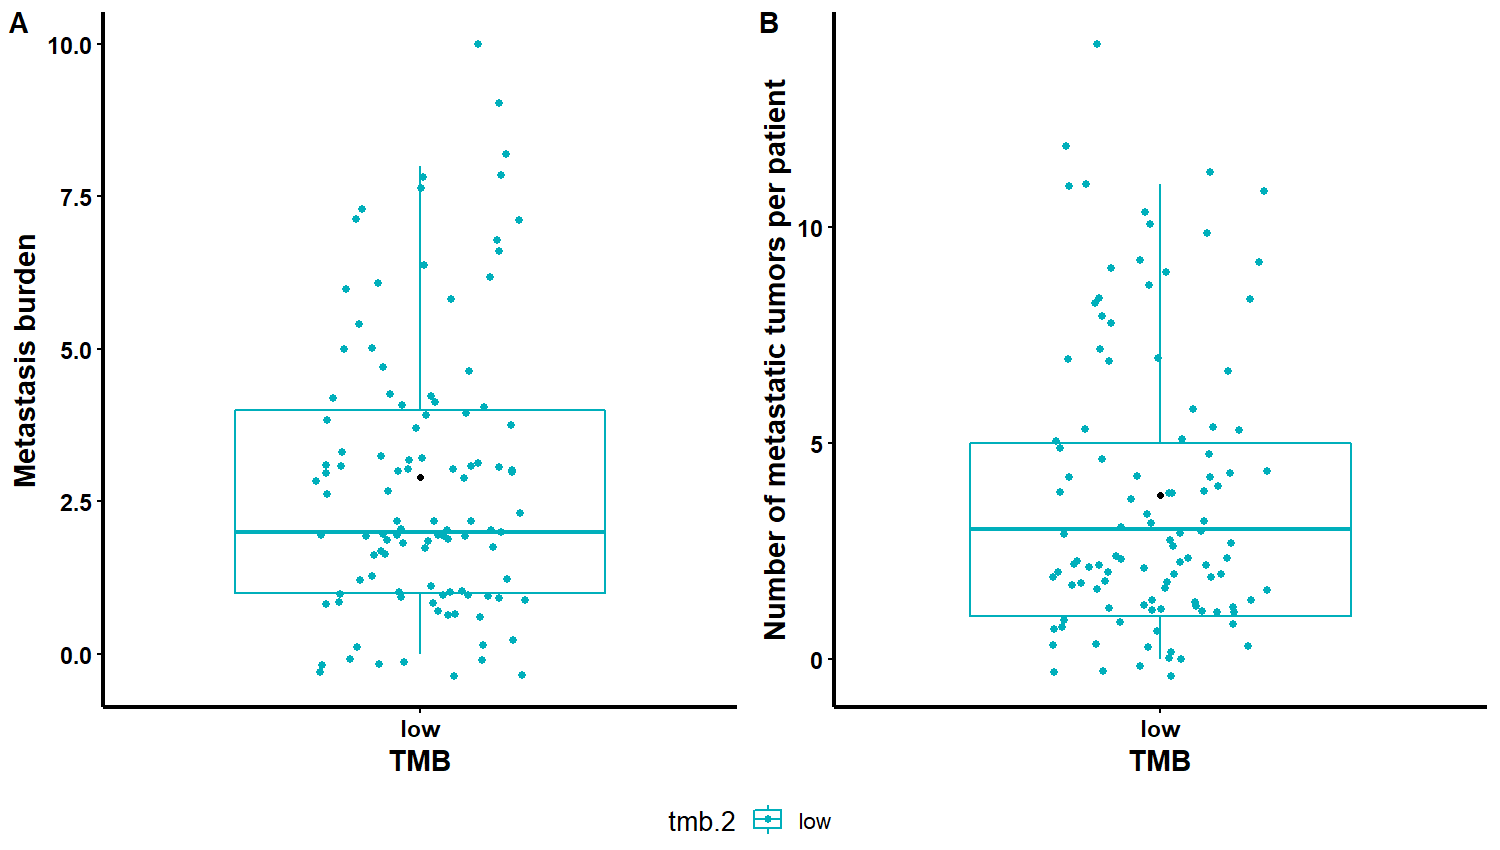 A
Metastasis burden
10.0
7.5
5.0
2.5
0.0
low
TMB
B
Number of metastatic tumors per patient
10
5
0
low
TMB
tmb.2 low